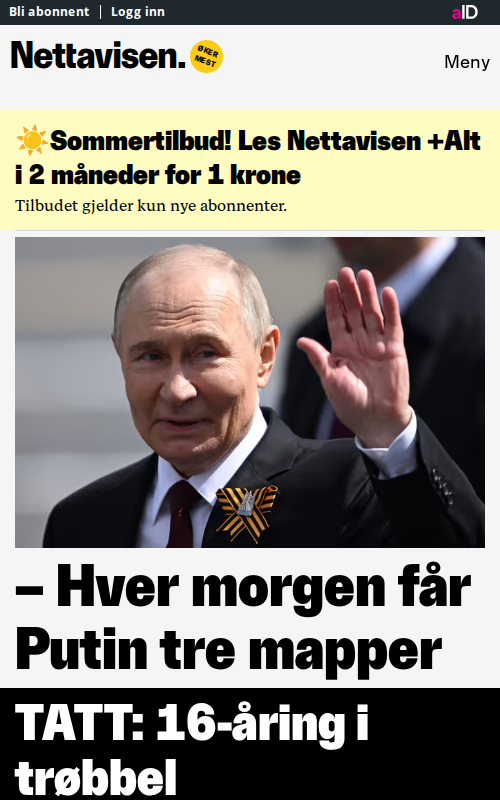 Bli abonnent | Logg inn
aID
Nettavisen.
ØKER
MEST
Meny
☀️Sommertilbud! Les Nettavisen +Alt
i 2 måneder for 1 krone
Tilbudet gjelder kun nye abonnenter.
– Hver morgen får
Putin tre mapper
TATT: 16-åring i
trøbbel